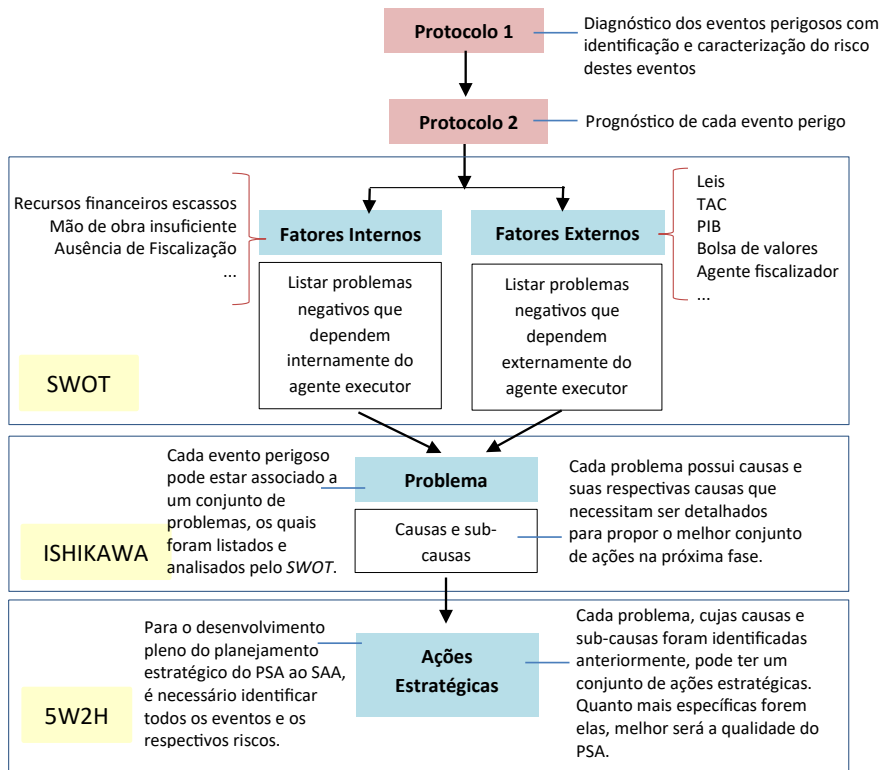 Protocolo 1
Diagnóstico dos eventos perigosos com
identificação e caracterização do risco
destes eventos
Protocolo 2
Prognóstico de cada evento perigo
Recursos financeiros escassos
Mão de obra insuficiente
Ausência de Fiscalização
...
Fatores Internos
Listar problemas
negativos que
dependem
internamente do
agente executor
Fatores Externos
Listar problemas
negativos que
dependem
externamente do
agente executor
Leis
TAC
PIB
Bolsa de valores
Agente fiscalizador
...
SWOT
Cada evento perigoso
pode estar associado a
um conjunto de
problemas, os quais
foram listados e
analisados pelo SWOT.
Problema
Causas e sub-
causas
Cada problema possui causas e
suas respectivas causas que
necessitam ser detalhados
para propor o melhor conjunto
de ações na próxima fase.
ISHIKAWA
Para o desenvolvimento
pleno do planejamento
estratégico do PSA ao SAA,
é necessário identificar
todos os eventos e os
respectivos riscos.
Ações
Estratégicas
Cada problema, cujas causas e
sub-causas foram identificadas
anteriormente, pode ter um
conjunto de ações estratégicas.
Quanto mais específicas forem
elas, melhor será a qualidade do
PSA.
5W2H